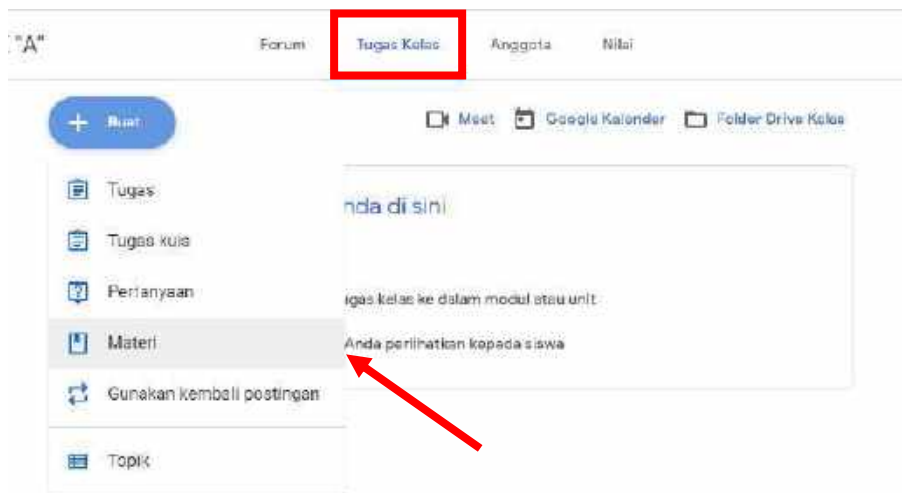 "A"
Forum Tugas Kelas Anggota Nilai
+ Buat
Meet Google Kalender Folder Drive Kelas
Tugas
nda di sini
Tugas kuis
Pertanyaan
ugas kelas ke dalam modul atau unit
Materi
Anda perlihatkan kepada siswa
Gunakan kembali postingan
Topik